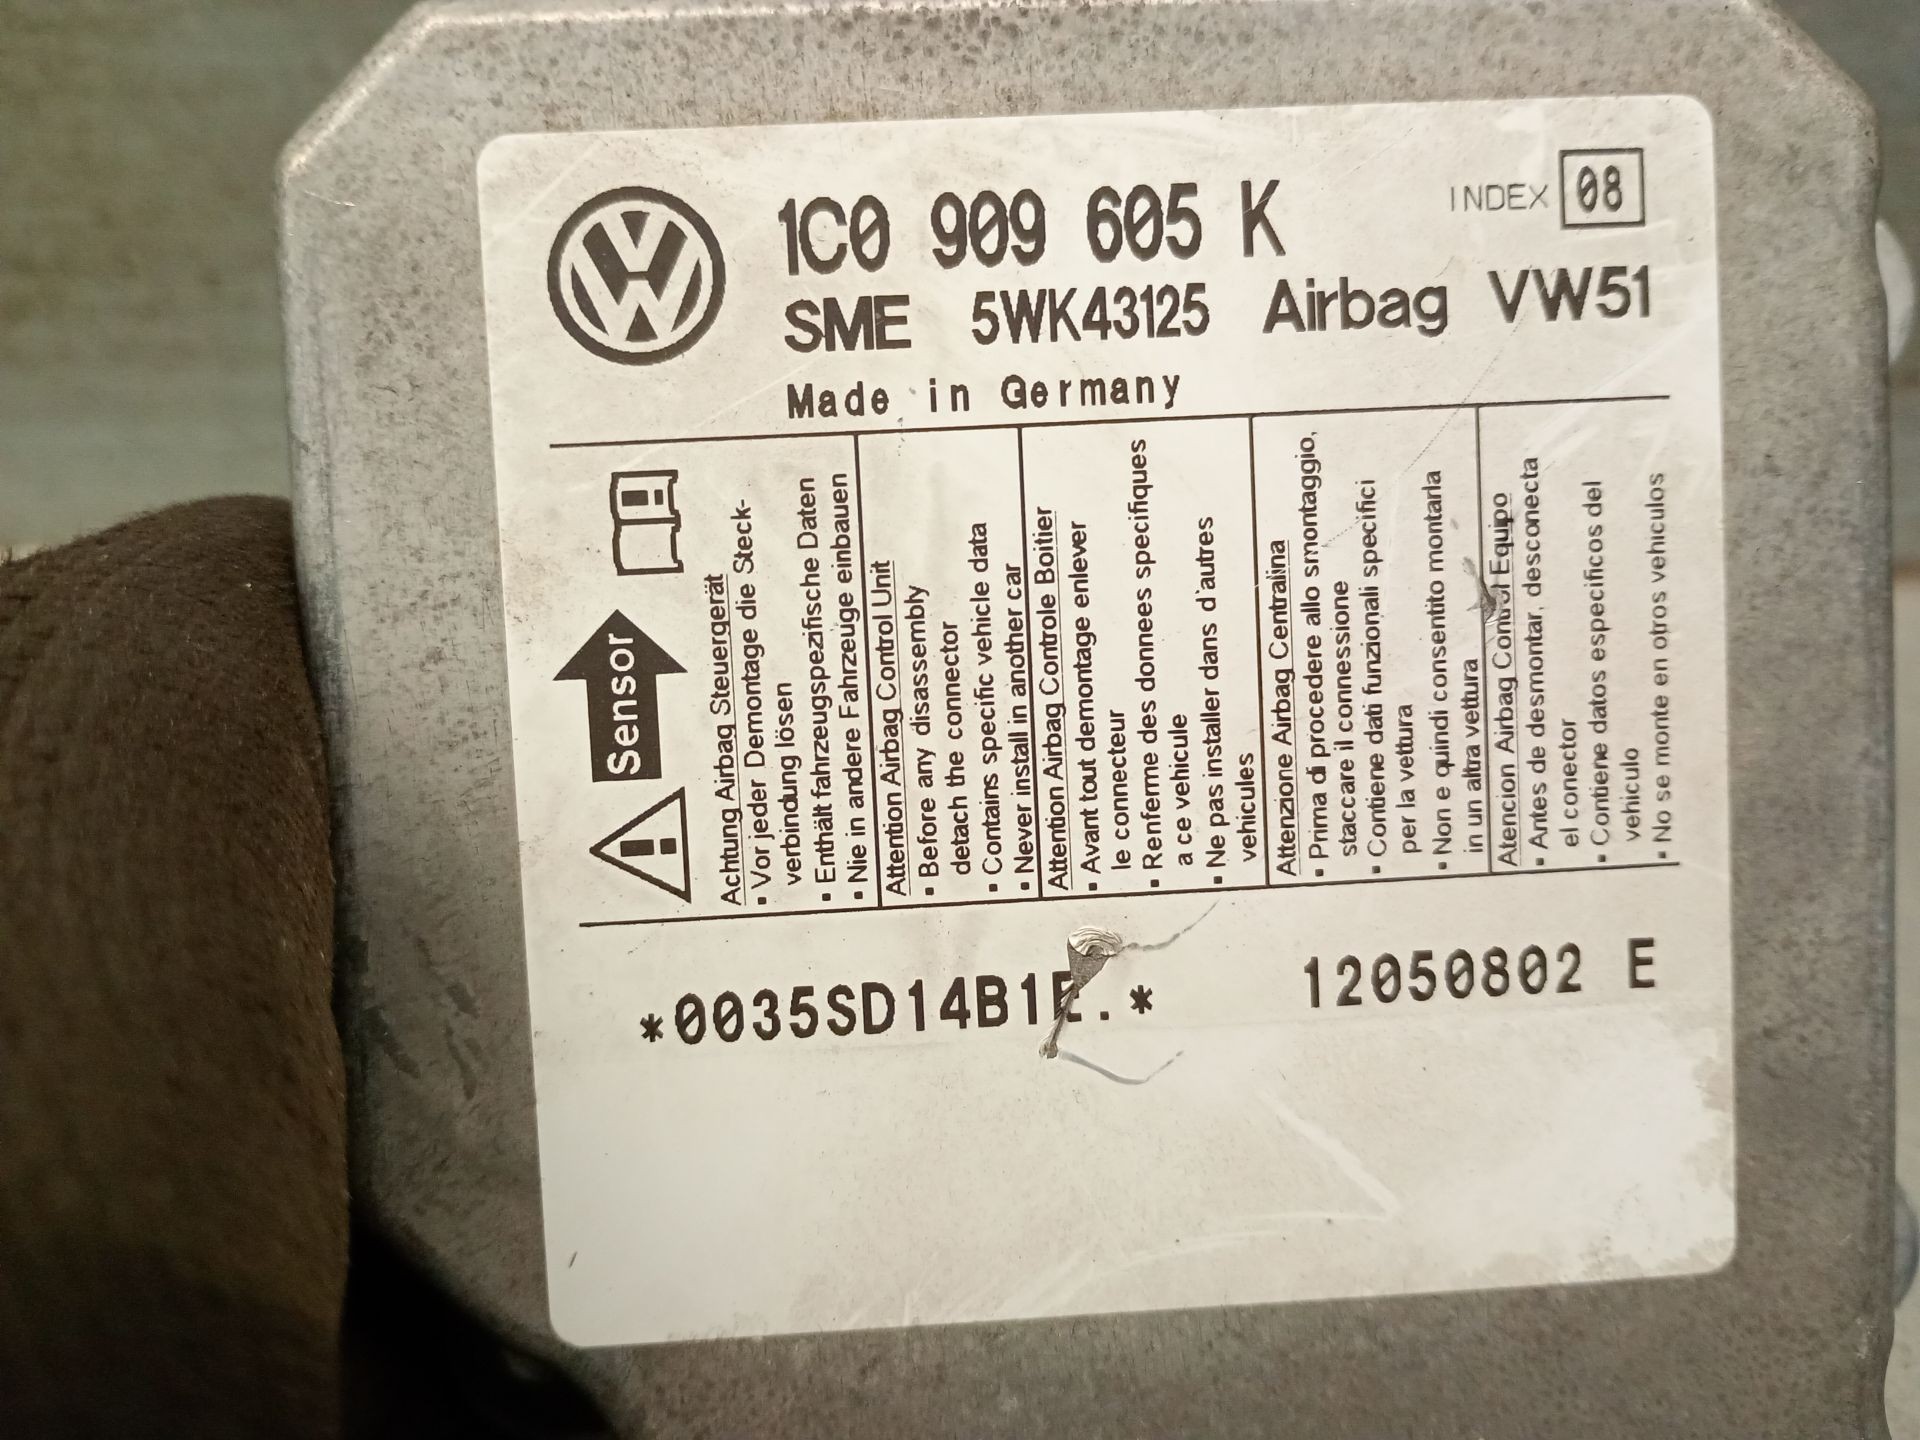 1C0 909 605 K
INDEX 08
SME 5WK43125 Airbag VW51
Made in Germany
Sensor
Achtung Airbag Steuergerät
▪ Vor jeder Demontage die Steck-
verbindung lösen
▪ Enthält fahrzeugspezifische Daten
▪ Nie in andere Fahrzeuge einbauen
Attention Airbag Control Unit
▪ Before any disassembly
detach the connector
▪ Contains specific vehicle data
▪ Never install in another car
Attention Airbag Controle Boitier
▪ Avant tout demontage enlever
le connecteur
▪ Renferme des donnees specifiques
a ce vehicule
▪ Ne pas installer dans d'autres
vehicules
Attenzione Airbag Centralina
▪ Prima di procedere allo smontaggio,
staccare il connessione
▪ Contiene dati funzionali specifici
per la vettura
▪ Non e quindi consentito montarla
in un altra vettura
Atencion Airbag Control Equipo
▪ Antes de desmontar, desconecta
el conector
▪ Contiene datos especificos del
vehiculo
▪ No se monte en otros vehiculos
*0035SD14B1E.*
12050802 E